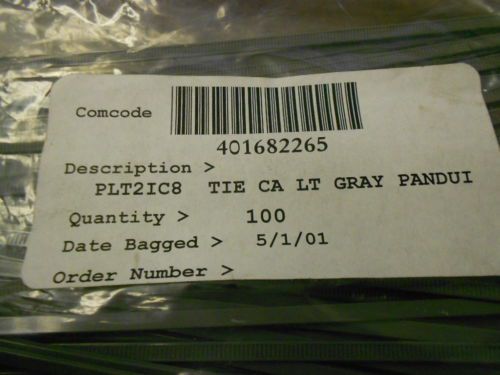 Comcode
401682265
Description >
PLT2IC8 TIE CA LT GRAY PANDUI
Quantity > 100
Date Bagged > 5/1/01
Order Number >